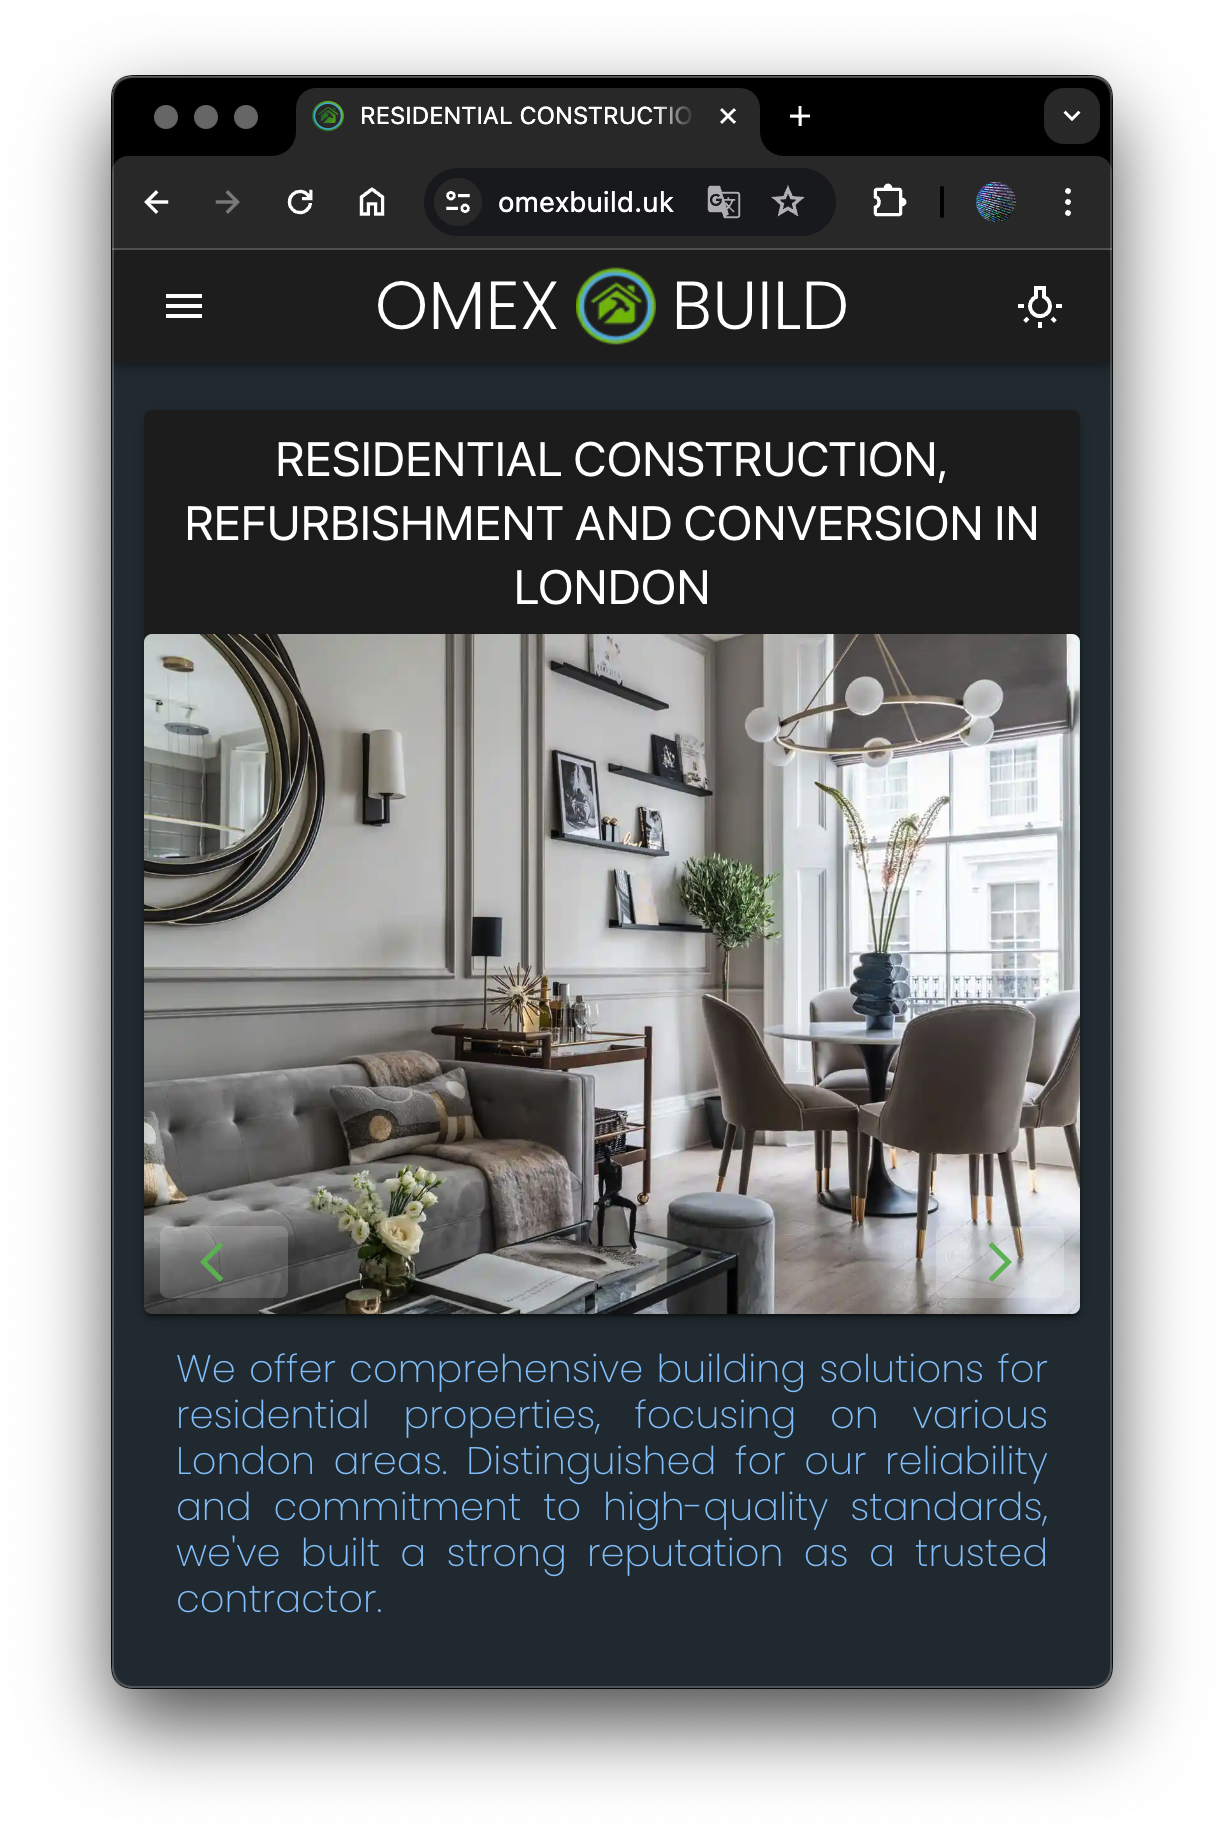 RESIDENTIAL CONSTRUCTIO
omexbuild.uk
OMEX BUILD
RESIDENTIAL CONSTRUCTION,
REFURBISHMENT AND CONVERSION IN
LONDON
We offer comprehensive building solutions for
residential properties, focusing on various
London areas. Distinguished for our reliability
and commitment to high-quality standards,
we've built a strong reputation as a trusted
contractor.